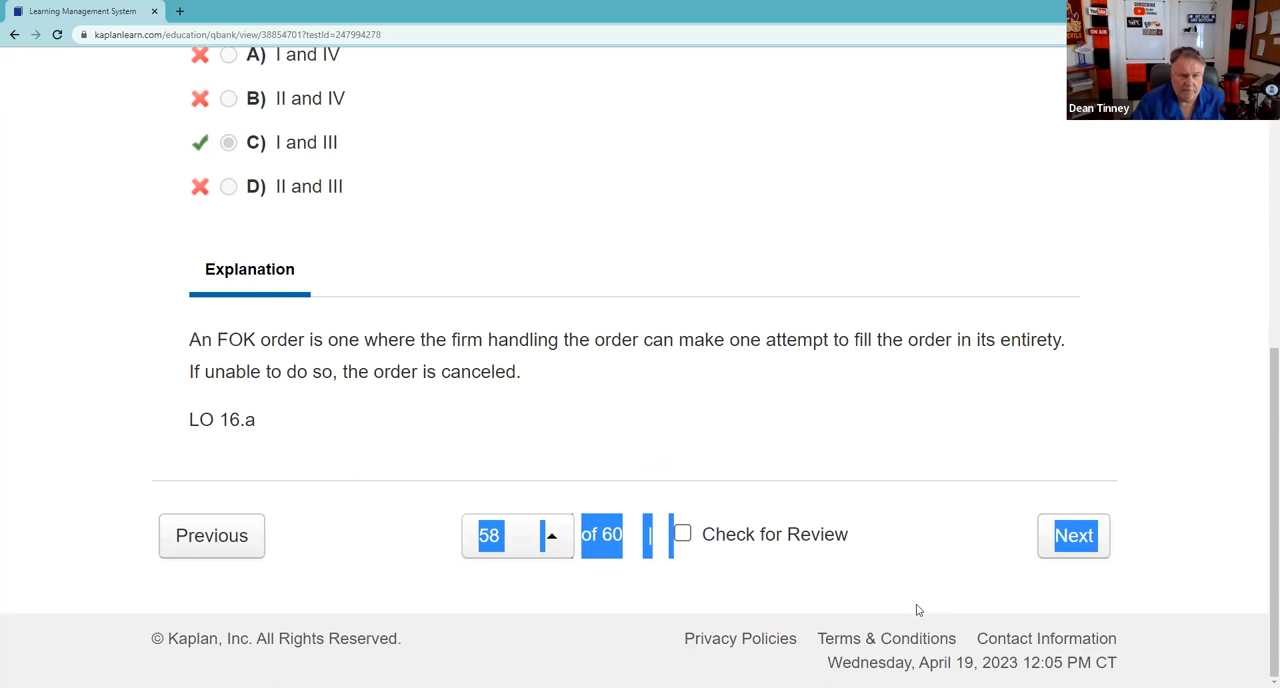 Learning Management System
kaplanlearn.com/education/qbank/view/38854701?testId=247994278
SUBSCRIBE
ON AIR
SIPC
Dean Tinney
A) I and IV
B) II and IV
C) I and III
D) II and III
Explanation
An FOK order is one where the firm handling the order can make one attempt to fill the order in its entirety.
If unable to do so, the order is canceled.
LO 16.a
Previous
58 of 60 | Check for Review
Next
© Kaplan, Inc. All Rights Reserved.
Privacy Policies Terms & Conditions Contact Information
Wednesday, April 19, 2023 12:05 PM CT